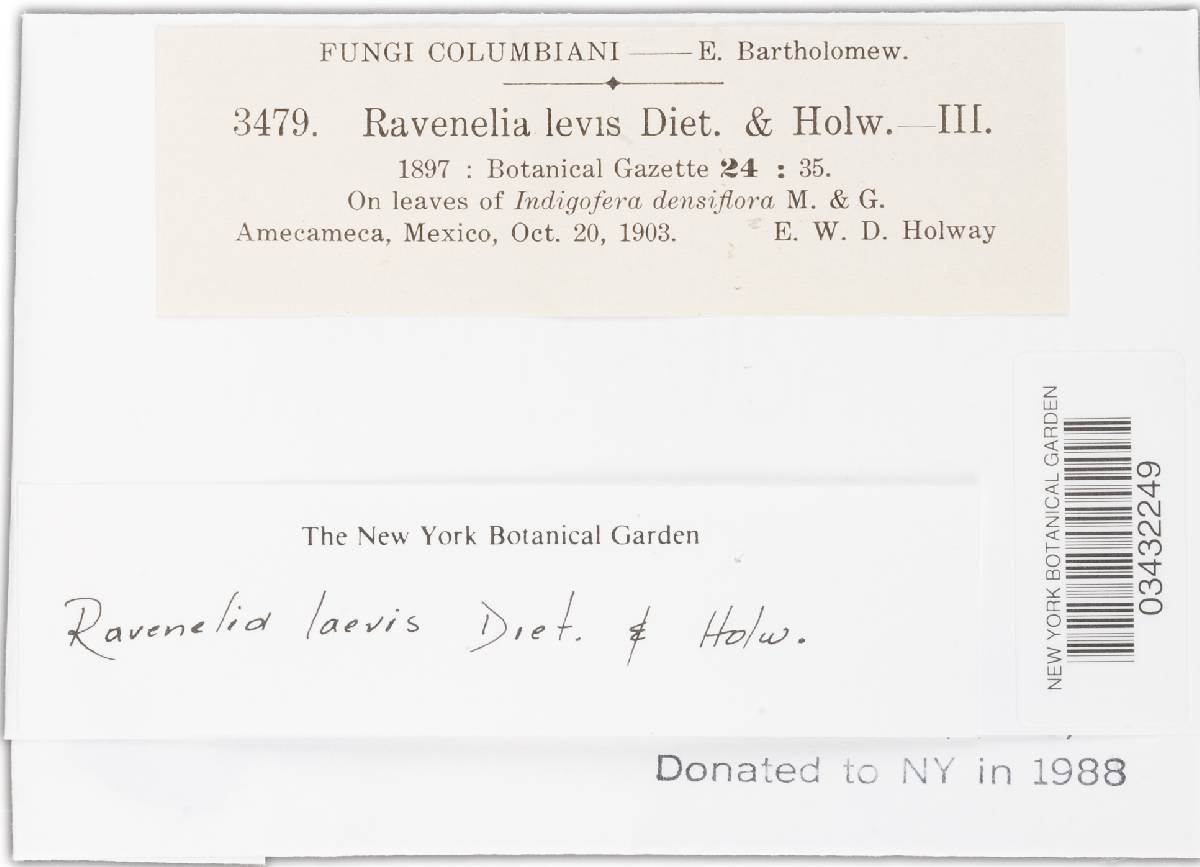 FUNGI COLUMBIANI — E. Bartholomew.
3479. Ravenelia levis Diet. & Holw.—III.
1897 : Botanical Gazette 24 : 35.
On leaves of Indigofera densiflora M. & G.
Amecameca, Mexico, Oct. 20, 1903. E. W. D. Holway
NEW YORK BOTANICAL GARDEN
03432249
The New York Botanical Garden
Ravenelia laevis Diet. & Holw.
Donated to NY in 1988